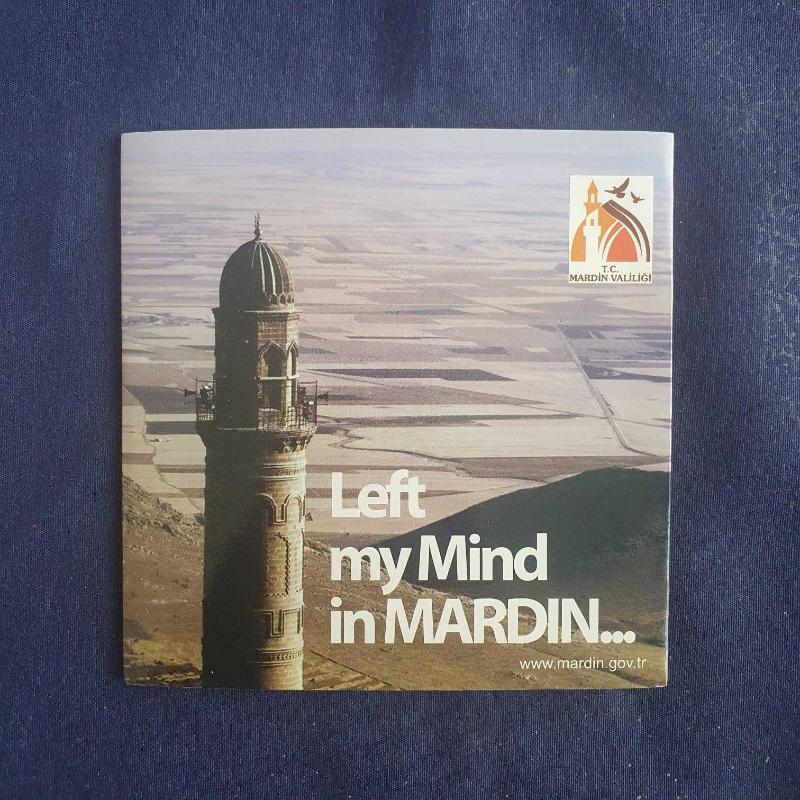 T.C.
MARDİN VALİLİĞİ
Left
my Mind
in MARDIN...
www.mardin.gov.tr